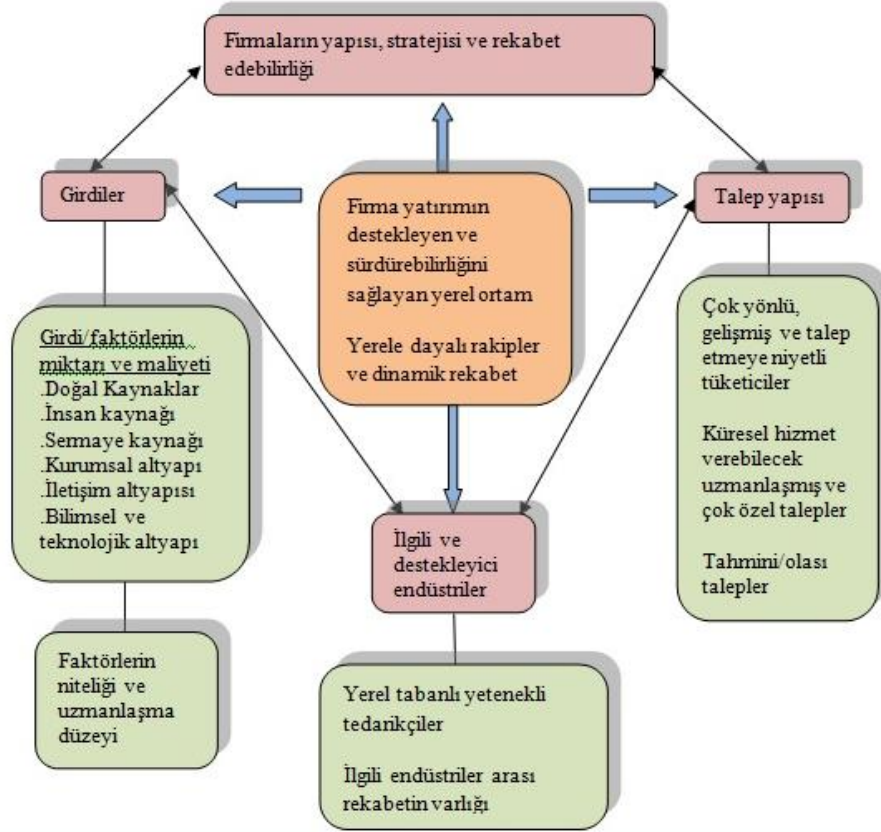 Firmaların yapısı, stratejisi ve rekabet
edebilirliği
Girdiler
Firma yatırımın
destekleyen ve
sürdürebilirliğini
sağlayan yerel ortam
Yerele dayalı rakipler
ve dinamik rekabet
Talep yapısı
Girdi/faktörlerin
miktarı ve maliyeti
.Doğal Kaynaklar
.İnsan kaynağı
.Sermaye kaynağı
.Kurumsal altyapı
.İletişim altyapısı
.Bilimsel ve
teknolojik altyapı
Çok yönlü,
gelişmiş ve talep
etmeye niyetli
tüketiciler
Küresel hizmet
verebilecek
uzmanlaşmış ve
çok özel talepler
Tahmini/olası
talepler
İlgili ve
destekleyici
endüstriler
Faktörlerin
niteliği ve
uzmanlaşma
düzeyi
Yerel tabanlı yetenekli
tedarikçiler
İlgili endüstriler arası
rekabetin varlığı